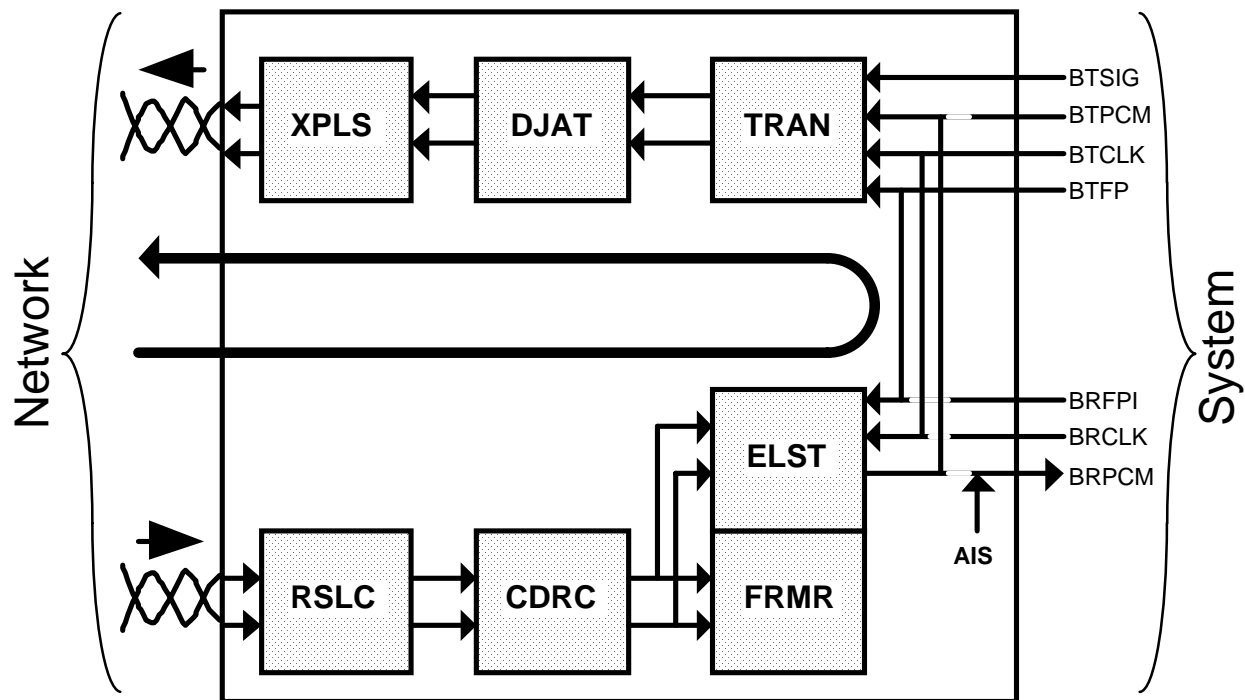 XPLS
DJAT
TRAN
BTSIG
BTPCM
BTCLK
BTFP
Network
System
ELST
BRFPI
BRCLK
BRPCM
AIS
RSLC
CDRC
FRMR